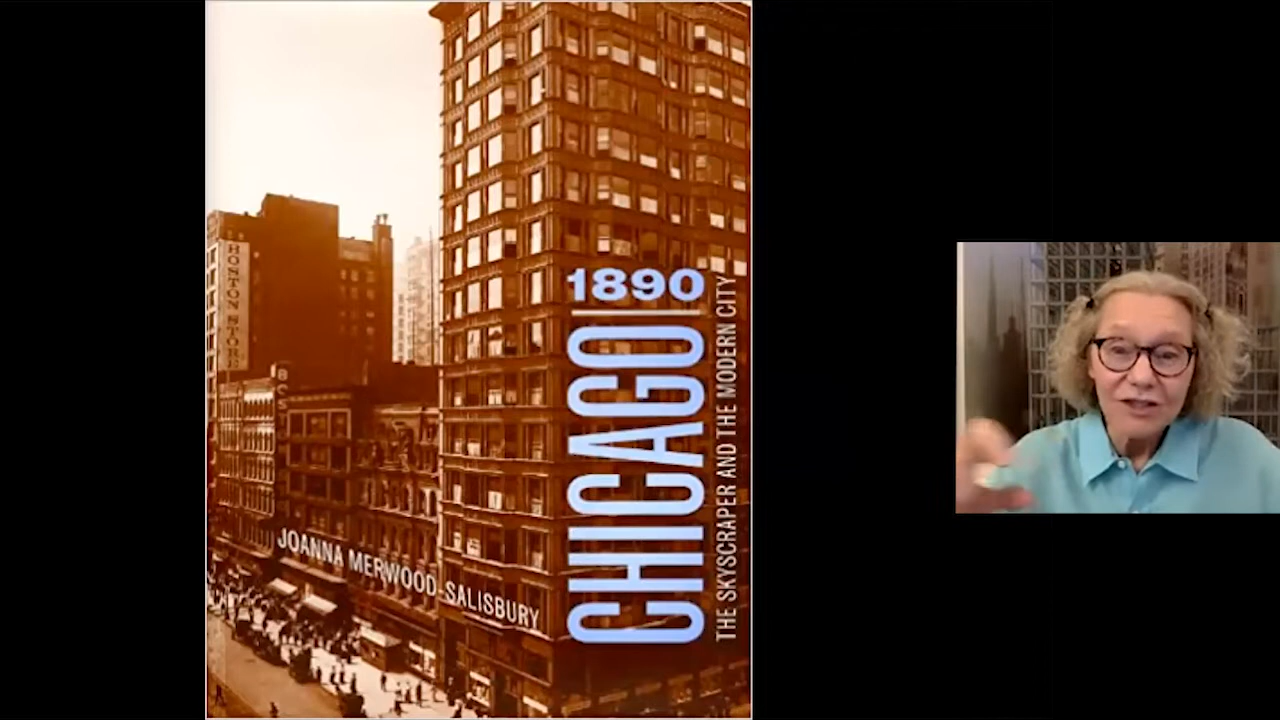 BOSTON STORE
1890
CHICAGO
THE SKYSCRAPER AND THE MODERN CITY
JOANNA MERWOOD-SALISBURY